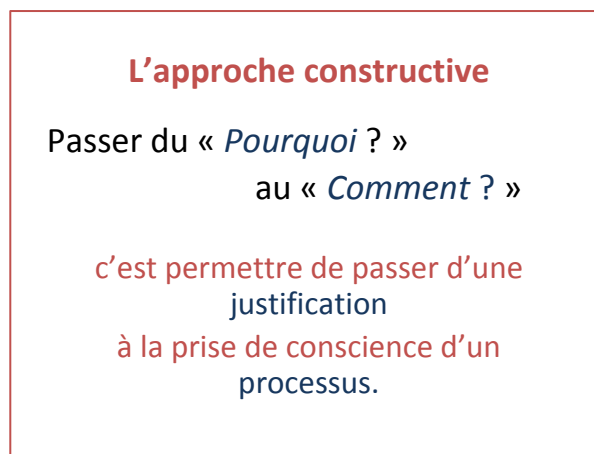 L’approche constructive
Passer du « Pourquoi ? »
au « Comment ? »
c’est permettre de passer d’une
justification
à la prise de conscience d’un
processus.